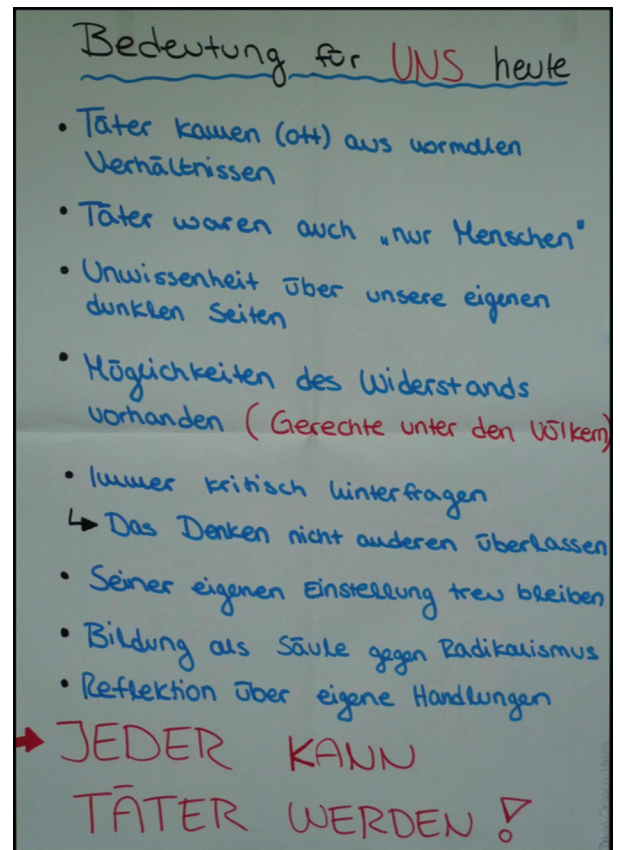 Bedeutung für UNS heute
• Täter kamen (oft) aus normalen
Verhältnissen
• Täter waren auch „nur Menschen"
• Unwissenheit über unsere eigenen
dunklen Seiten
• Möglichkeiten des Widerstands
vorhanden (Gerechte unter den Völkern)
• Immer kritisch hinterfragen
↳ Das Denken nicht anderen überlassen
• Seiner eigenen Einstellung treu bleiben
• Bildung als Säule gegen Radikalismus
• Reflektion über eigene Handlungen
→ JEDER KANN
TÄTER WERDEN!